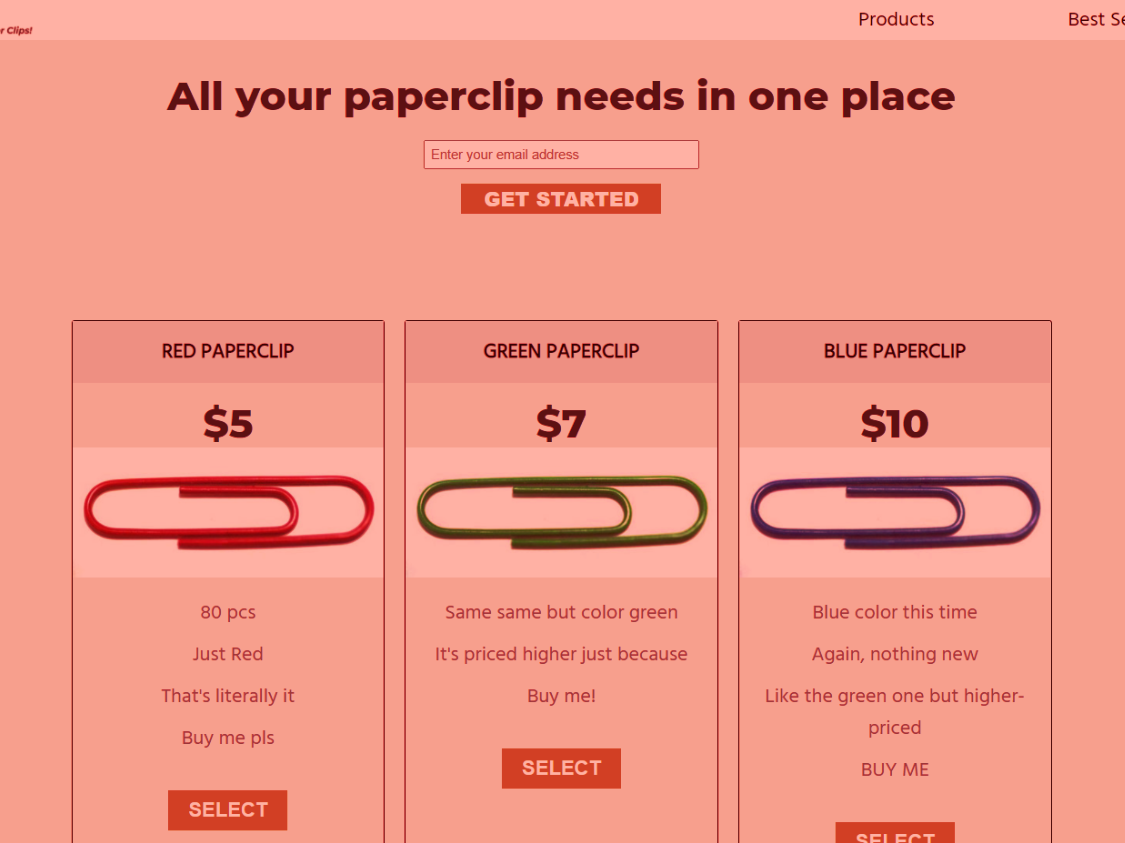 r Clips!
Products
Best Se
All your paperclip needs in one place
Enter your email address
GET STARTED
RED PAPERCLIP
$5
80 pcs
Just Red
That's literally it
Buy me pls
SELECT
GREEN PAPERCLIP
$7
Same same but color green
It's priced higher just because
Buy me!
SELECT
BLUE PAPERCLIP
$10
Blue color this time
Again, nothing new
Like the green one but higher-
priced
BUY ME
SELECT